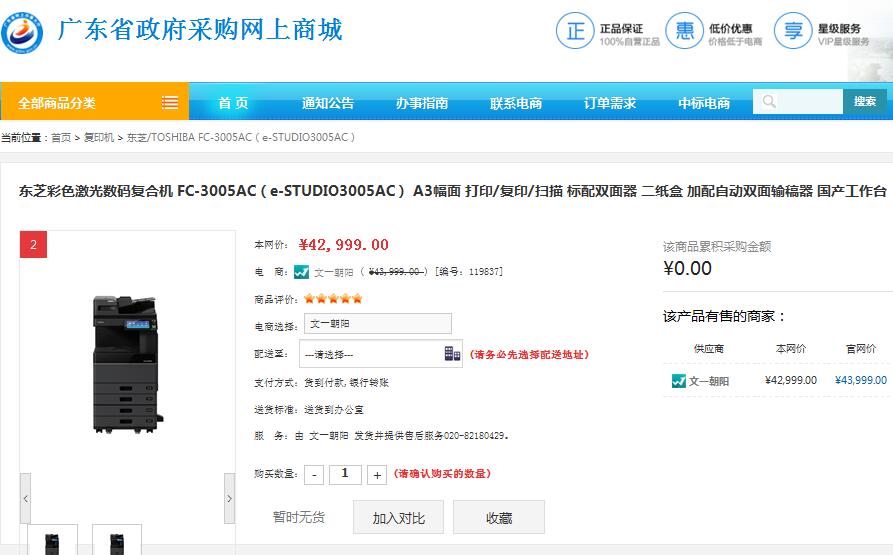 广东省政府采购网上商城
正 正品保证
100%自营正品
惠 低价优惠
价格低于电商
享 星级服务
VIP星级服务
全部商品分类 首 页 通知公告 办事指南 联系电商 订单需求 中标电商 搜索
当前位置：首页 > 复印机 > 东芝/TOSHIBA FC-3005AC（e-STUDIO3005AC）
东芝彩色激光数码复合机 FC-3005AC（e-STUDIO3005AC） A3幅面 打印/复印/扫描 标配双面器 二纸盒 加配自动双面输稿器 国产工作台
2
本网价： ¥42,999.00
电 商： 文一朝阳 （ ¥43,999.00 ）[编号：119837]
商品评价：
电商选择： 文一朝阳
配送至： ---请选择--- (请务必先选择配送地址)
支付方式： 货到付款,银行转账
送货标准： 送货到办公室
服 务：由 文一朝阳 发货并提供售后服务020-82180429。
购买数量： - 1 + (请确认购买的数量)
暂时无货 加入对比 收藏
该商品累积采购金额
¥0.00
该产品有售的商家：
供应商 本网价 官网价
文一朝阳 ¥42,999.00 ¥43,999.00